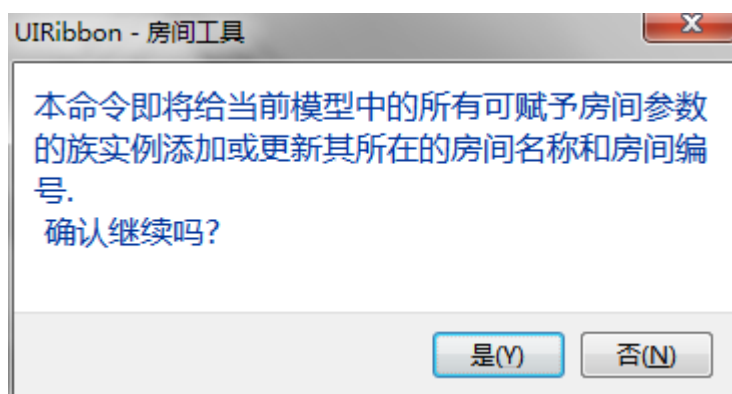 UIRibbon - 房间工具
本命令即将给当前模型中的所有可赋予房间参数
的族实例添加或更新其所在的房间名称和房间编
号.
确认继续吗?
是(Y)
否(N)